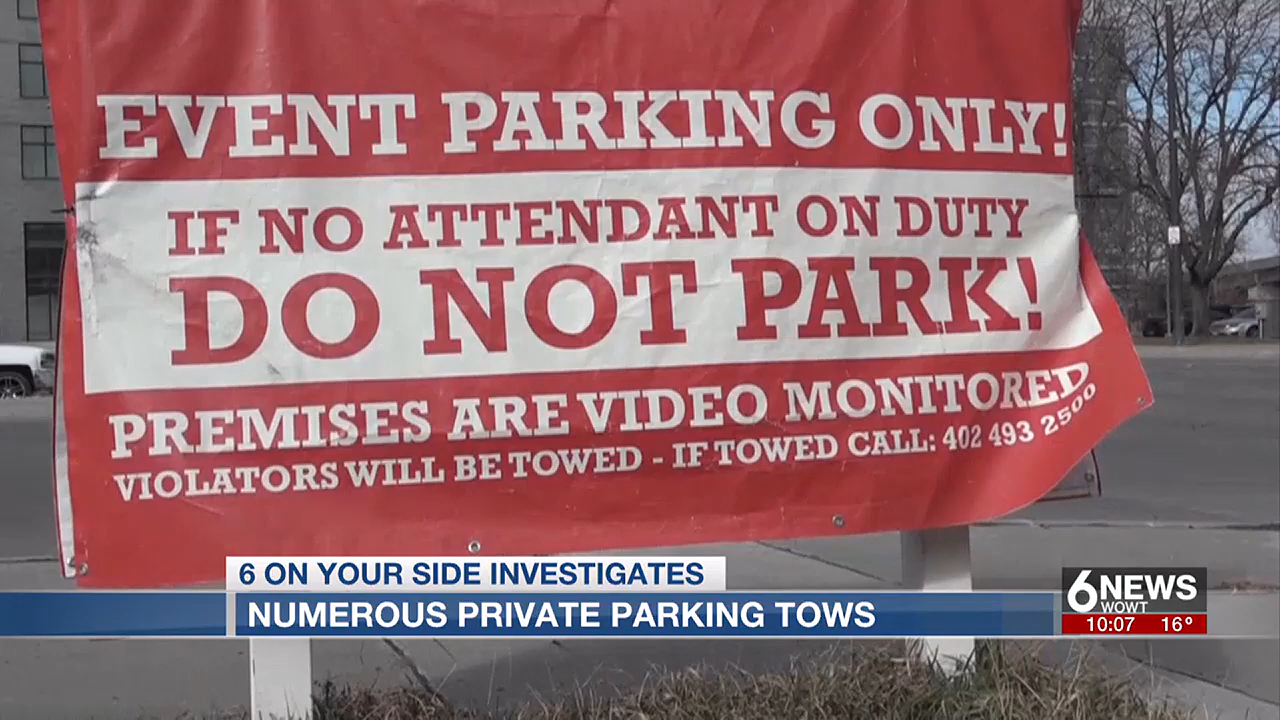 EVENT PARKING ONLY!
IF NO ATTENDANT ON DUTY
DO NOT PARK!
PREMISES ARE VIDEO MONITORED
VIOLATORS WILL BE TOWED - IF TOWED CALL: 402 493 2500
6 ON YOUR SIDE INVESTIGATES
NUMEROUS PRIVATE PARKING TOWS
6 NEWS
WOWT
10:07 16°